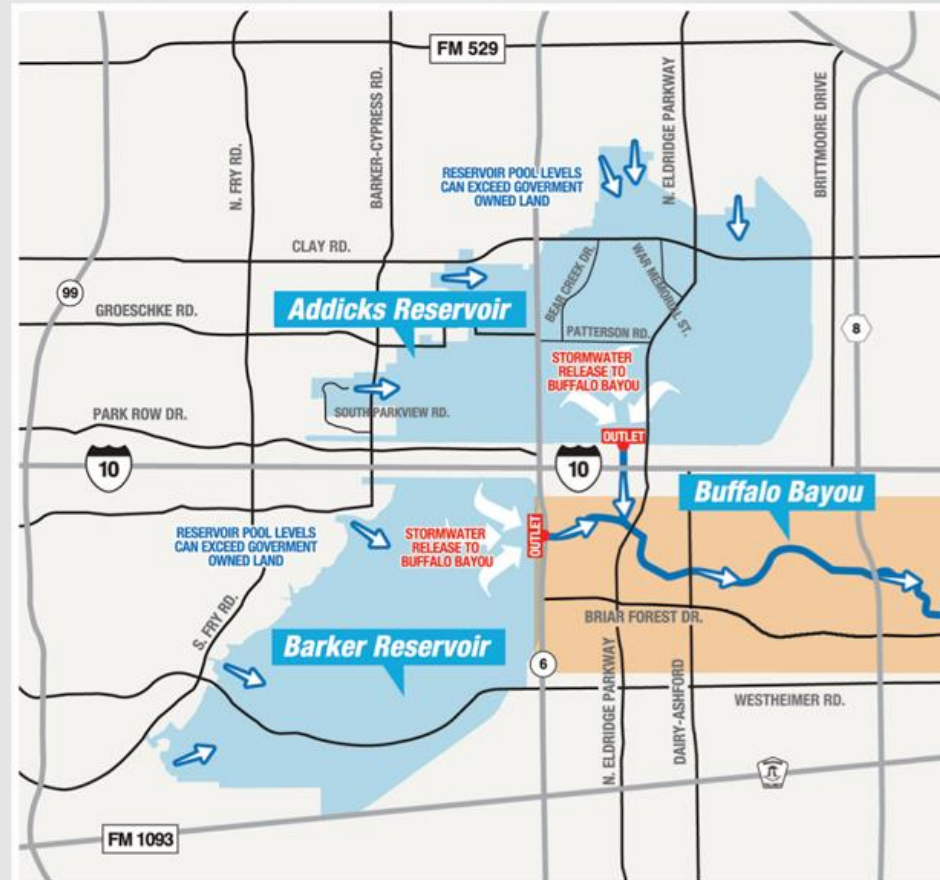 FM 529
N. FRY RD.
BARKER-CYPRESS RD.
N. ELDRIDGE PARKWAY
BRITTMOORE DRIVE
RESERVOIR POOL LEVELS
CAN EXCEED GOVERMENT
OWNED LAND
CLAY RD.
99
BEAR CREEK DR.
WAR MEMORIAL ST.
Addicks Reservoir
GROESCHKE RD.
PATTERSON RD.
8
STORMWATER
RELEASE TO
BUFFALO BAYOU
PARK ROW DR.
SOUTH PARKVIEW RD.
OUTLET
10
10
Buffalo Bayou
RESERVOIR POOL LEVELS
CAN EXCEED GOVERMENT
OWNED LAND
STORMWATER
RELEASE TO
BUFFALO BAYOU
OUTLET
S. FRY RD.
BRIAR FOREST DR.
Barker Reservoir
6
N. ELDRIDGE PARKWAY
DAIRY-ASHFORD
WESTHEIMER RD.
FM 1093